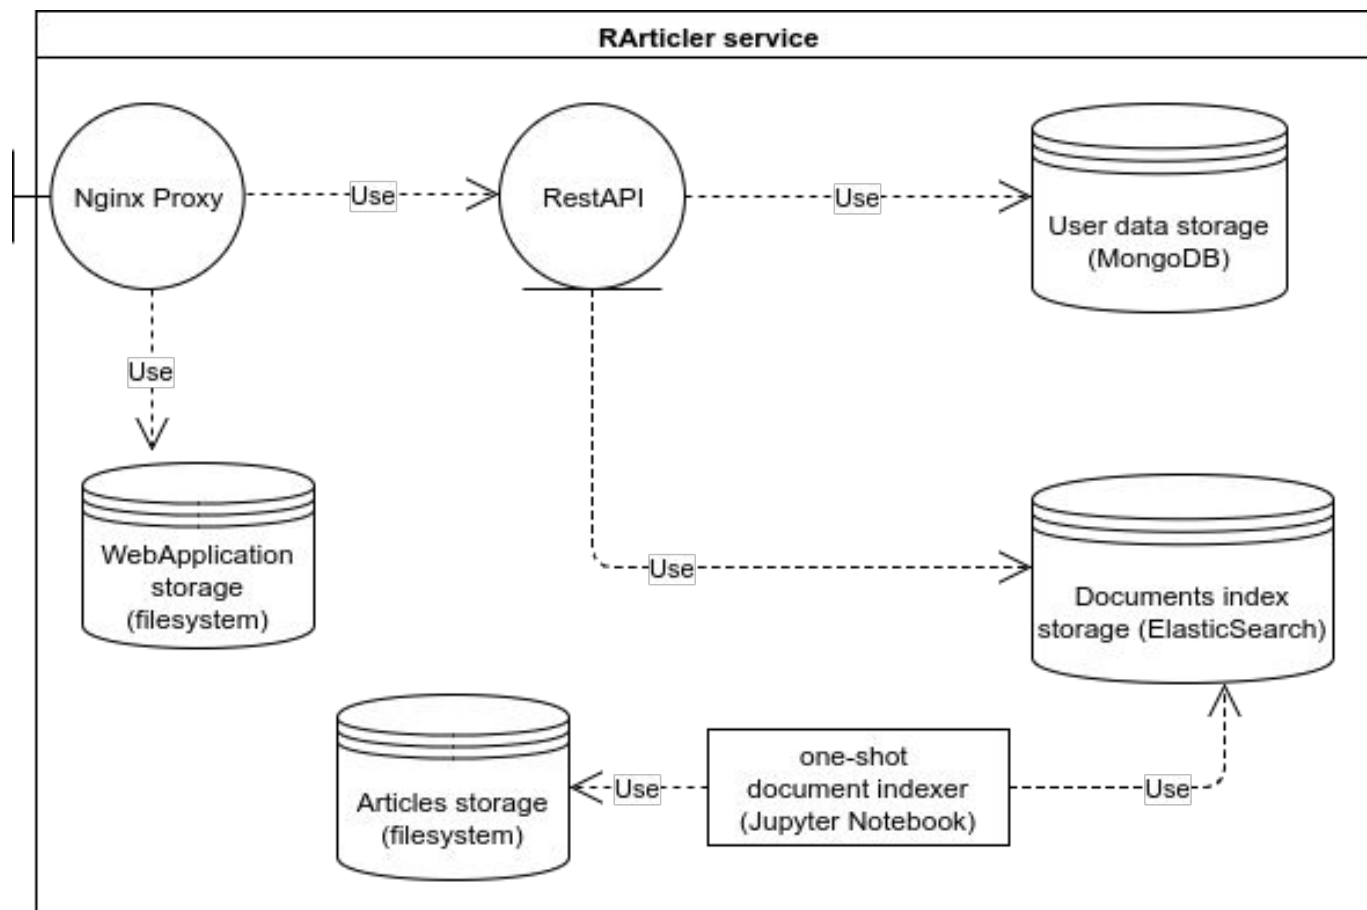 RArticler service
Nginx Proxy
Use
RestAPI
Use
User data storage
(MongoDB)
Use
WebApplication
storage
(filesystem)
Use
Documents index
storage (ElasticSearch)
Articles storage
(filesystem)
Use
one-shot
document indexer
(Jupyter Notebook)
Use